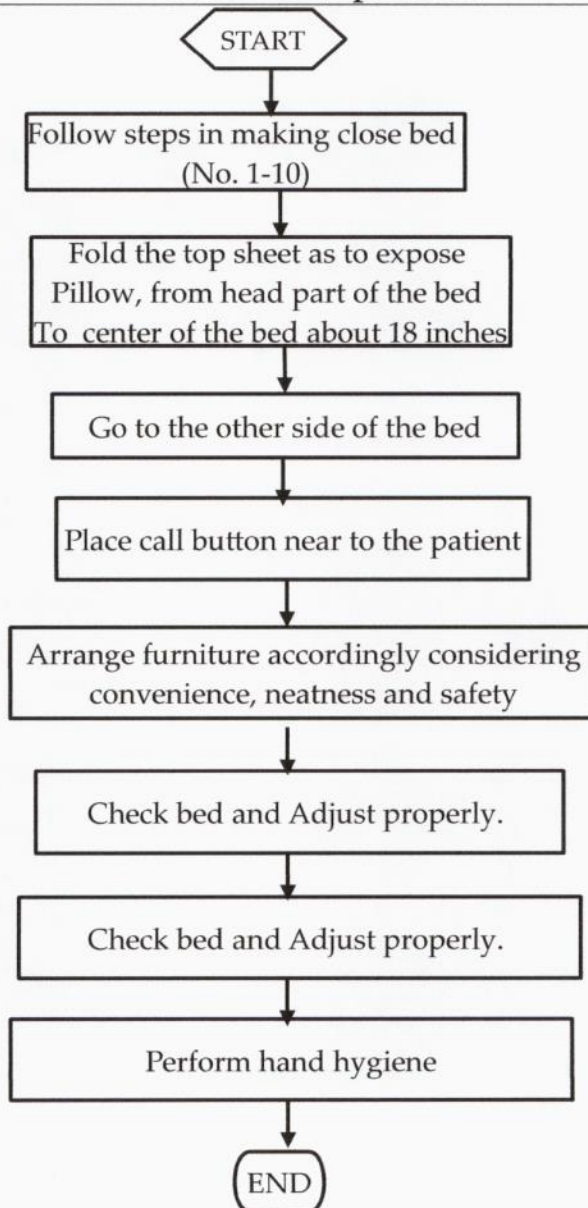 START
Follow steps in making close bed
(No. 1-10)
Fold the top sheet as to expose
Pillow, from head part of the bed
To center of the bed about 18 inches
Go to the other side of the bed
Place call button near to the patient
Arrange furniture accordingly considering
convenience, neatness and safety
Check bed and Adjust properly.
Check bed and Adjust properly.
Perform hand hygiene
END